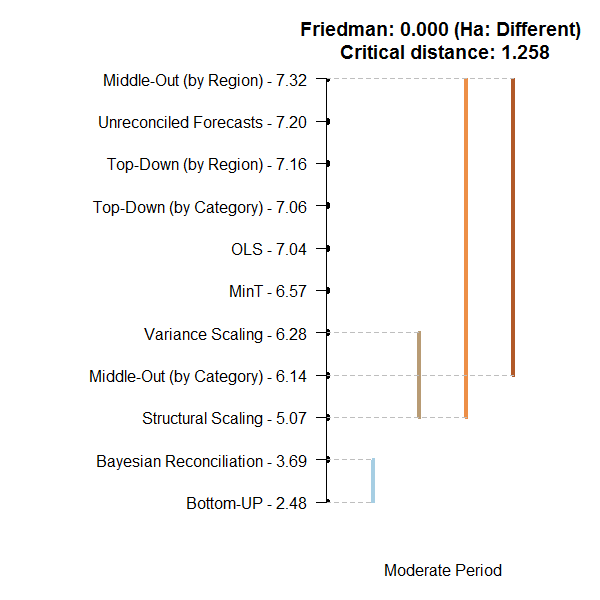 Friedman: 0.000 (Ha: Different)
Critical distance: 1.258
Middle-Out (by Region) - 7.32
Unreconciled Forecasts - 7.20
Top-Down (by Region) - 7.16
Top-Down (by Category) - 7.06
OLS - 7.04
MinT - 6.57
Variance Scaling - 6.28
Middle-Out (by Category) - 6.14
Structural Scaling - 5.07
Bayesian Reconciliation - 3.69
Bottom-UP - 2.48
Moderate Period